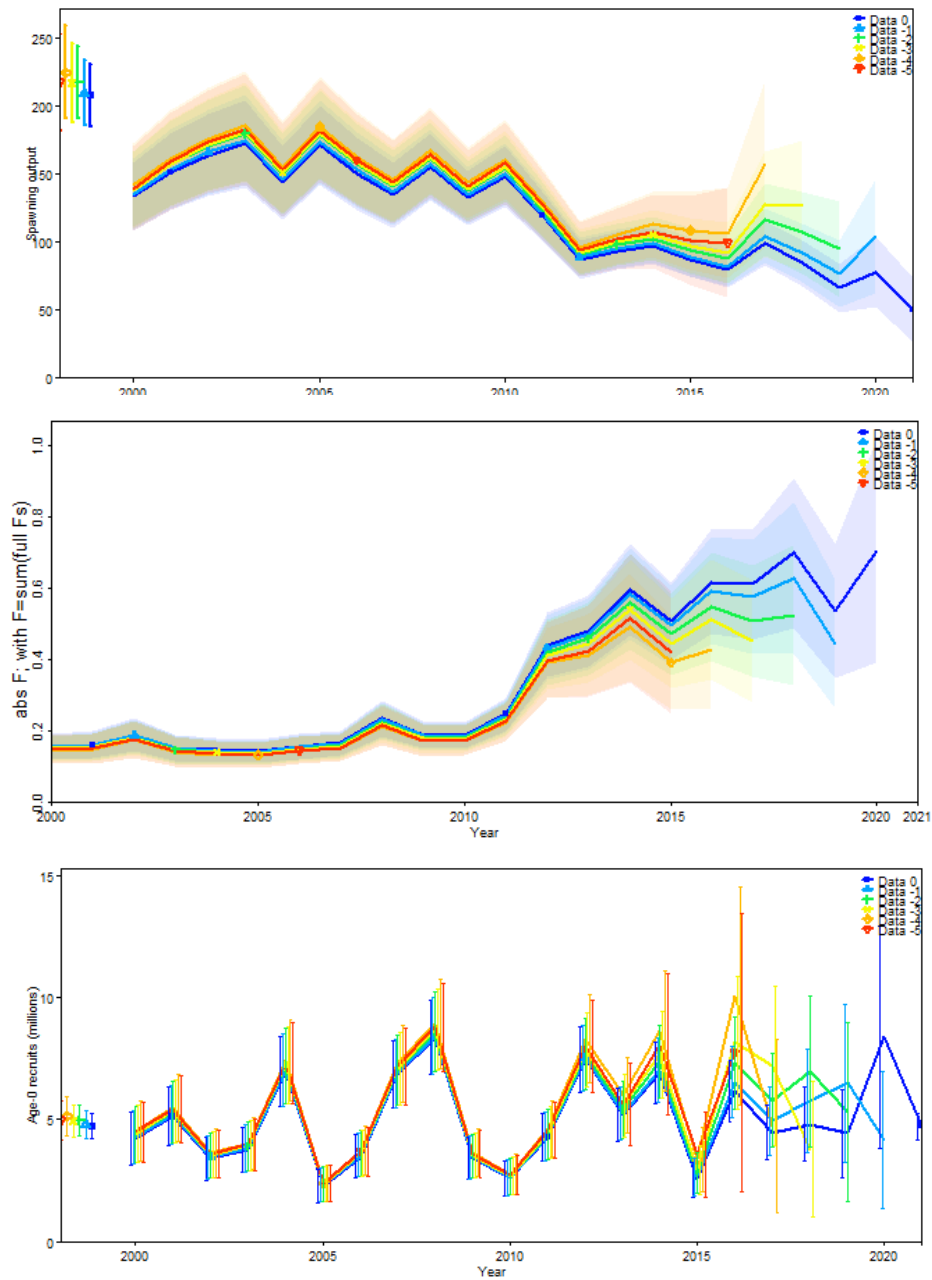 Data 0
Data -1
Data -2
Data -3
Data -4
Data -5
250
200
150
100
50
0
Spawning output
2000 2005 2010 2015 2020
Data 0
Data -1
Data -2
Data -3
Data -4
Data -5
1.0
0.8
0.6
0.4
0.2
0.0
abs F; with F=sum(full Fs)
2000 2005 2010 2015 2020 2021
Year
Data 0
Data -1
Data -2
Data -3
Data -4
Data -5
15
10
5
0
Age-0 recruits (millions)
2000 2005 2010 2015 2020
Year